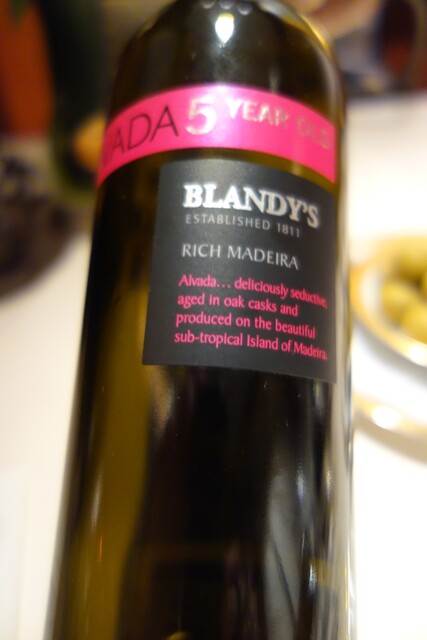 ADA 5 YEAR OLD
BLANDY'S
ESTABLISHED 1811
RICH MADEIRA
Alvada... deliciously seductive,
aged in oak casks and
produced on the beautiful
sub-tropical Island of Madeira.